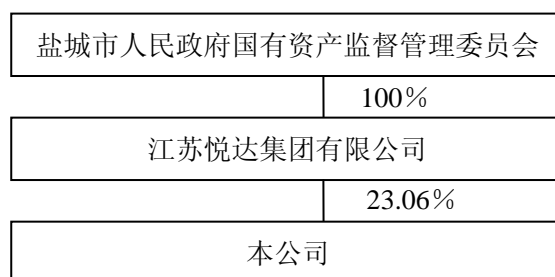 盐城市人民政府国有资产监督管理委员会
100％
江苏悦达集团有限公司
23.06％
本公司